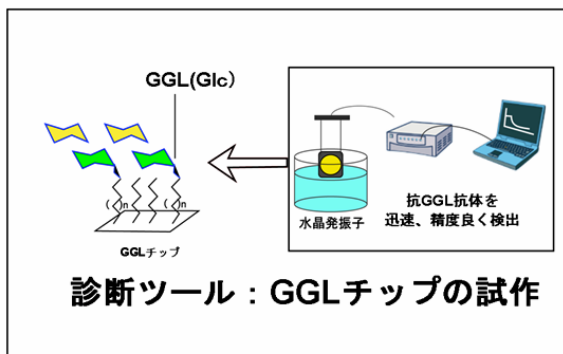 GGL(Glc)
( )n
( )n
GGLチップ
水晶発振子
抗GGL抗体を
迅速、精度良く検出
診断ツール：GGLチップの試作